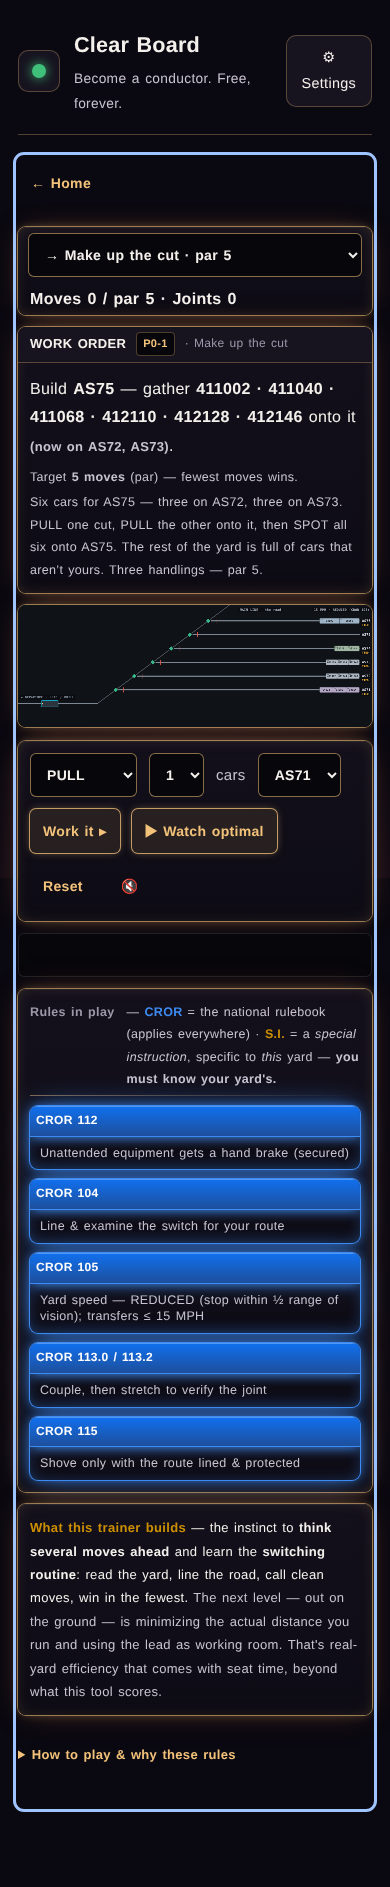 Clear Board
Become a conductor. Free,
forever.
⚙
Settings
← Home
→ Make up the cut · par 5
Moves 0 / par 5 · Joints 0
WORK ORDER P0-1 · Make up the cut
Build AS75 — gather 411002 · 411040 ·
411068 · 412110 · 412128 · 412146 onto it
(now on AS72, AS73).
Target 5 moves (par) — fewest moves wins.
Six cars for AS75 — three on AS72, three on AS73.
PULL one cut, PULL the other onto it, then SPOT all
six onto AS75. The rest of the yard is full of cars that
aren't yours. Three handlings — par 5.
PULL 1 cars AS71
Work it ▸ ▶ Watch optimal
Reset 🔇
Rules in play — CROR = the national rulebook
(applies everywhere) · S.I. = a special
instruction, specific to this yard — you
must know your yard's.
CROR 112
Unattended equipment gets a hand brake (secured)
CROR 104
Line & examine the switch for your route
CROR 105
Yard speed — REDUCED (stop within ½ range of
vision); transfers ≤ 15 MPH
CROR 113.0 / 113.2
Couple, then stretch to verify the joint
CROR 115
Shove only with the route lined & protected
What this trainer builds — the instinct to think
several moves ahead and learn the switching
routine: read the yard, line the road, call clean
moves, win in the fewest. The next level — out on
the ground — is minimizing the actual distance you
run and using the lead as working room. That's real-
yard efficiency that comes with seat time, beyond
what this tool scores.
▶ How to play & why these rules